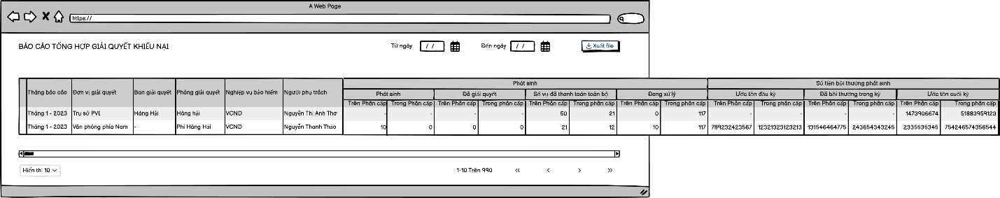 A Web Page
https://
BÁO CÁO TỔNG HỢP GIẢI QUYẾT KHIẾU NẠI
Từ ngày / / Đến ngày / / Xuất file
Phát sinh Số tiền bồi thường phát sinh
Tháng báo cáo Đơn vị giải quyết Ban giải quyết Phòng giải quyết Nghiệp vụ bảo hiểm Người phụ trách
Phát sinh Đã giải quyết Số vụ đã thanh toán toàn bộ Đang xử lý Ước tồn đầu kỳ Đã bồi thường trong kỳ Ước tồn cuối kỳ
Trên Phân cấp Trong Phân cấp Trên Phân cấp Trong Phân cấp Trên Phân cấp Trong Phân cấp Trên Phân cấp Trong phân cấp Trên Phân cấp Trong phân cấp Trên Phân cấp Trong phân cấp Trên Phân cấp Trong phân cấp
Tháng 1 - 2023 Trụ sở PVI Hàng Hải Hàng hải VCND Nguyễn Thị Anh Thơ - - - - 50 21 0 117 - - - - 1473906674 51883959123
Tháng 1 - 2023 Văn phòng phía Nam - Phi Hàng Hải VCND Nguyễn Thanh Thảo 10 0 0 0 21 12 10 117 789232423567 12321323123213 131546464775 243654343245 2335535345 754246574356544
Hiển thị 10 1-10 Trên 990 « ‹ › »